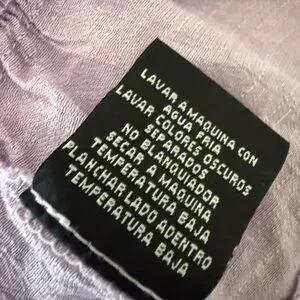 LAVAR A MAQUINA CON
AGUA FRIA
LAVAR COLORES OSCUROS
SEPARADOS
NO BLANQUIADOR
SECAR A MAQUINA
TEMPERATURA BAJA
PLANCHAR LADO ADENTRO
TEMPERATURA BAJA